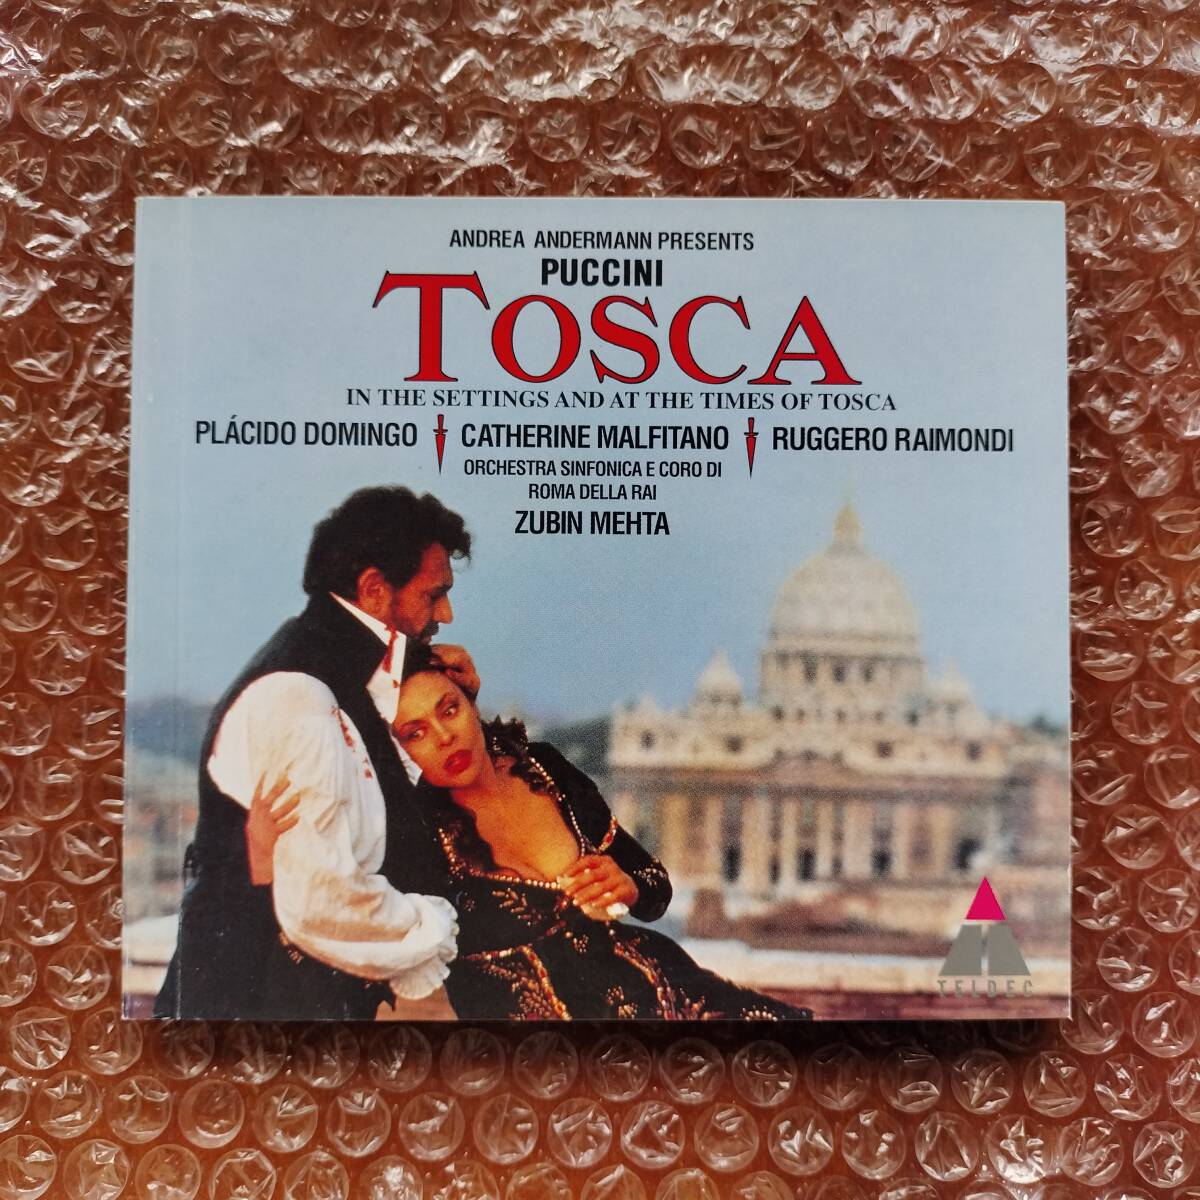 ANDREA ANDERMANN PRESENTS
PUCCINI
TOSCA
IN THE SETTINGS AND AT THE TIMES OF TOSCA
PLÁCIDO DOMINGO CATHERINE MALFITANO RUGGERO RAIMONDI
ORCHESTRA SINFONICA E CORO DI
ROMA DELLA RAI
ZUBIN MEHTA
TELDEC